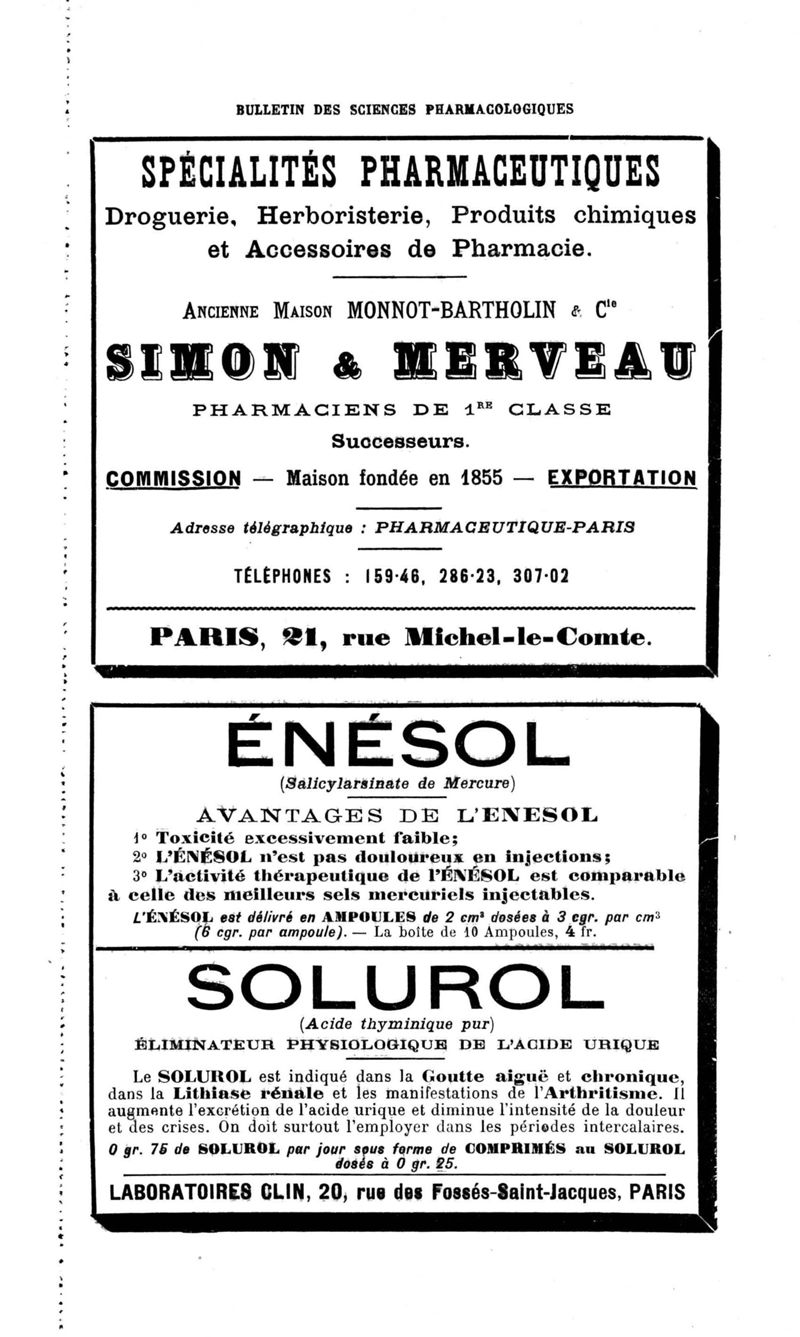 BULLETIN DES SCIENCES PHARMACOLOGIQUES
SPÉCIALITÉS PHARMACEUTIQUES
Droguerie, Herboristerie, Produits chimiques
et Accessoires de Pharmacie.
ANCIENNE MAISON MONNOT-BARTHOLIN & Cie
SIMON & MERVEAU
PHARMACIENS DE 1RE CLASSE
Successeurs.
COMMISSION — Maison fondée en 1855 — EXPORTATION
Adresse télégraphique : PHARMACEUTIQUE-PARIS
TÉLÉPHONES : 159-46, 286-23, 307-02
PARIS, 21, rue Michel-le-Comte.
ÉNÉSOL
(Salicylarsinate de Mercure)
AVANTAGES DE L'ENESOL
1º Toxicité excessivement faible;
2º L'ÉNÉSOL n'est pas douloureux en injections;
3º L'activité thérapeutique de l'ÉNÉSOL est comparable
à celle des meilleurs sels mercuriels injectables.
L'ÉNÉSOL est délivré en AMPOULES de 2 cm³ dosées à 3 cgr. par cm³
(6 cgr. par ampoule). — La boîte de 10 Ampoules, 4 fr.
SOLUROL
(Acide thyminique pur)
ÉLIMINATEUR PHYSIOLOGIQUE DE L'ACIDE URIQUE
Le SOLUROL est indiqué dans la Goutte aiguë et chronique,
dans la Lithiase rénale et les manifestations de l'Arthritisme. Il
augmente l'excrétion de l'acide urique et diminue l'intensité de la douleur
et des crises. On doit surtout l'employer dans les périodes intercalaires.
0 gr. 75 de SOLUROL par jour sous forme de COMPRIMÉS au SOLUROL
dosés à 0 gr. 25.
LABORATOIRES CLIN, 20, rue des Fossés-Saint-Jacques, PARIS